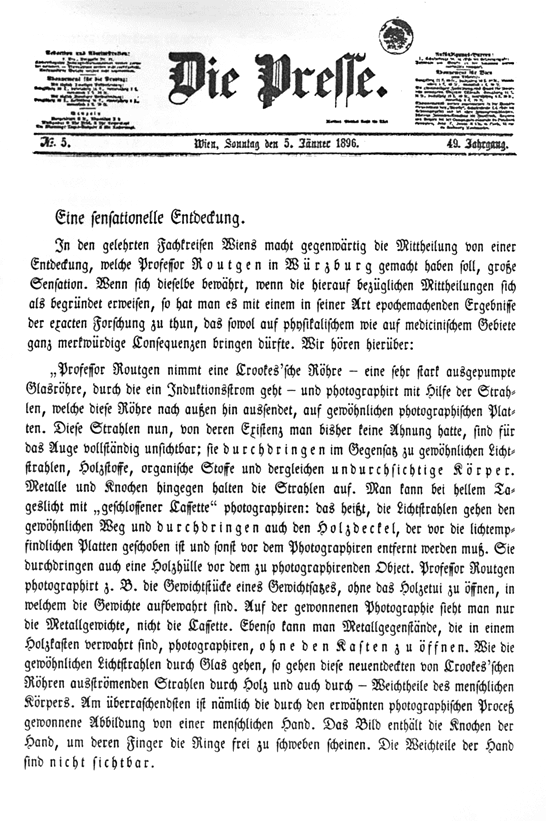 Die Presse.
№. 5.
Wien, Sonntag den 5. Jänner 1896.
49. Jahrgang.
Eine sensationelle Entdeckung.
In den gelehrten Fachkreisen Wiens macht gegenwärtig die Mittheilung von einer
Entdeckung, welche Professor Routgen in Würzburg gemacht haben soll, große
Sensation. Wenn sich dieselbe bewährt, wenn die hierauf bezüglichen Mittheilungen sich
als begründet erweisen, so hat man es mit einem in seiner Art epochemachenden Ergebnisse
der exacten Forschung zu thun, das sowol auf physikalischem wie auf medicinischem Gebiete
ganz merkwürdige Consequenzen bringen dürfte. Wir hören hierüber:
„Professor Routgen nimmt eine Crookes'sche Röhre – eine sehr stark ausgepumpte
Glasröhre, durch die ein Induktionsstrom geht – und photographirt mit Hilfe der Strah-
len, welche diese Röhre nach außen hin aussendet, auf gewöhnlichen photographischen Plat-
ten. Diese Strahlen nun, von deren Existenz man bisher keine Ahnung hatte, sind für
das Auge vollständig unsichtbar; sie durchdringen im Gegensatz zu gewöhnlichen Licht-
strahlen, Holzstoffe, organische Stoffe und dergleichen undurchsichtige Körper.
Metalle und Knochen hingegen halten die Strahlen auf. Man kann bei hellem Ta-
geslicht mit „geschlossener Cassette“ photographiren: das heißt, die Lichtstrahlen gehen den
gewöhnlichen Weg und durchdringen auch den Holzdeckel, der vor die lichtemp-
findlichen Platten geschoben ist und sonst vor dem Photographiren entfernt werden muß. Sie
durchdringen auch eine Holzhülle vor dem zu photographirenden Object. Professor Routgen
photographirt z. B. die Gewichtstücke eines Gewichtsatzes, ohne das Holzetui zu öffnen, in
welchem die Gewichte aufbewahrt sind. Auf der gewonnenen Photographie sieht man nur
die Metallgewichte, nicht die Cassette. Ebenso kann man Metallgegenstände, die in einem
Holzkasten verwahrt sind, photographiren, ohne den Kasten zu öffnen. Wie die
gewöhnlichen Lichtstrahlen durch Glas gehen, so gehen diese neuentdeckten von Crookes'schen
Röhren ausströmenden Strahlen durch Holz und auch durch – Weichtheile des menschlichen
Körpers. Am überraschendsten ist nämlich die durch den erwähnten photographischen Proceß
gewonnene Abbildung von einer menschlichen Hand. Das Bild enthält die Knochen der
Hand, um deren Finger die Ringe frei zu schweben scheinen. Die Weichteile der Hand
sind nicht sichtbar.